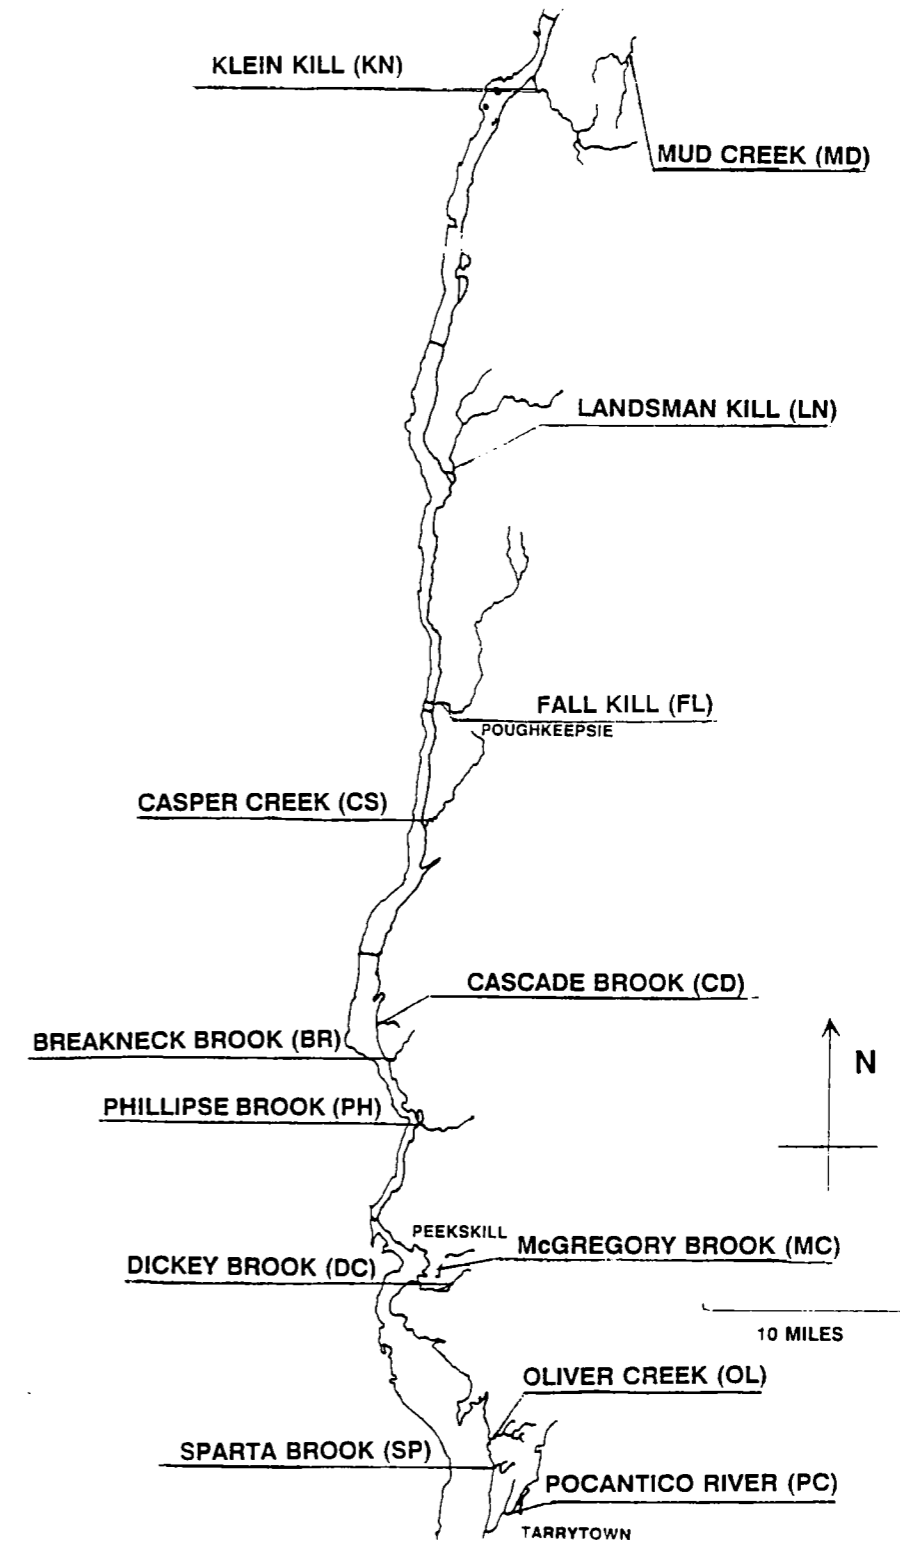 KLEIN KILL (KN)
MUD CREEK (MD)
LANDSMAN KILL (LN)
FALL KILL (FL)
POUGHKEEPSIE
CASPER CREEK (CS)
CASCADE BROOK (CD)
BREAKNECK BROOK (BR)
N
PHILLIPSE BROOK (PH)
PEEKSKILL
McGREGORY BROOK (MC)
DICKEY BROOK (DC)
10 MILES
OLIVER CREEK (OL)
SPARTA BROOK (SP)
POCANTICO RIVER (PC)
TARRYTOWN